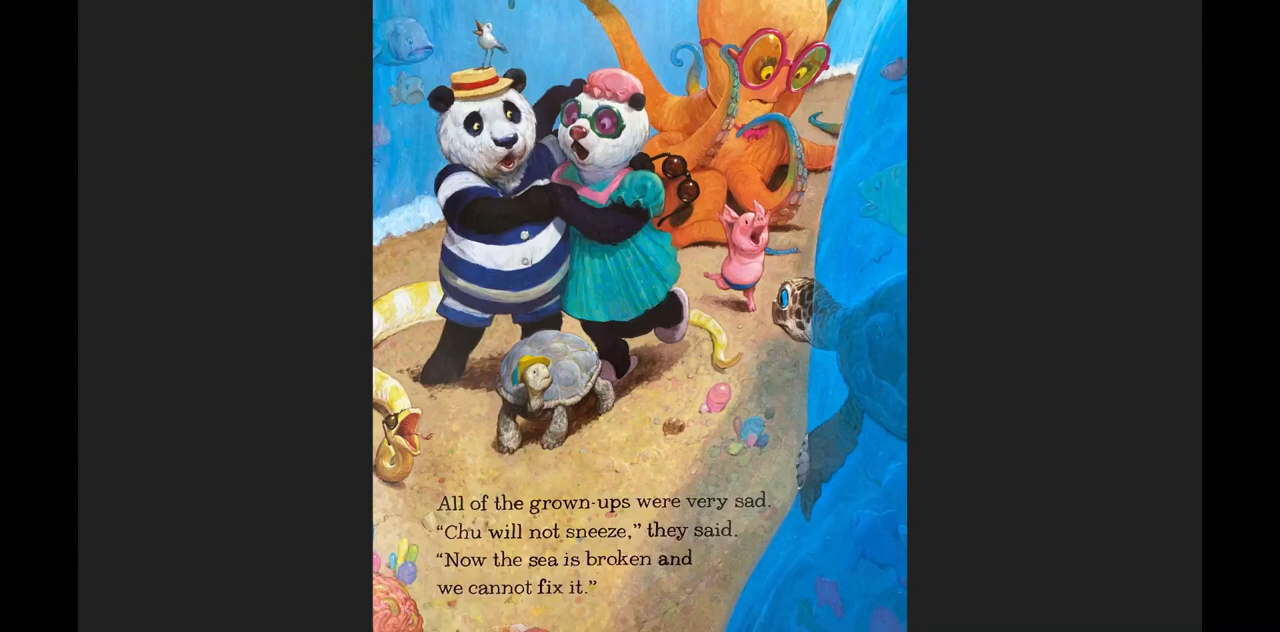 All of the grown-ups were very sad.
“Chu will not sneeze,” they said.
“Now the sea is broken and
we cannot fix it.”